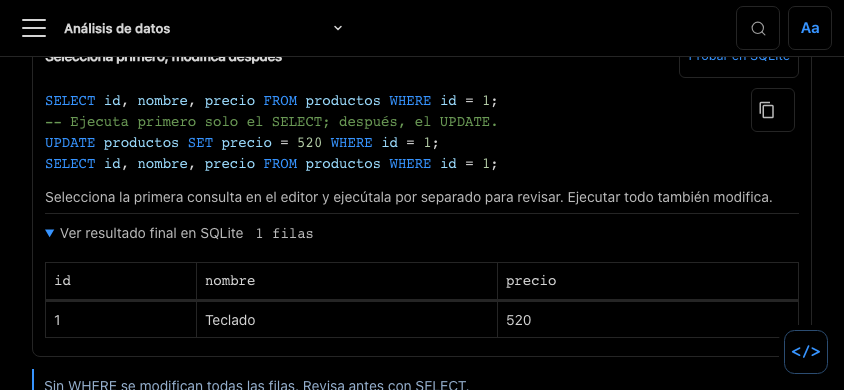 Análisis de datos
Aa
Selecciona primero, modifica después
Probar en SQLite
SELECT id, nombre, precio FROM productos WHERE id = 1;
-- Ejecuta primero solo el SELECT; después, el UPDATE.
UPDATE productos SET precio = 520 WHERE id = 1;
SELECT id, nombre, precio FROM productos WHERE id = 1;
Selecciona la primera consulta en el editor y ejecútala por separado para revisar. Ejecutar todo también modifica.
Ver resultado final en SQLite 1 filas
id nombre precio
1 Teclado 520
</>
Sin WHERE se modifican todas las filas. Revisa antes con SELECT.